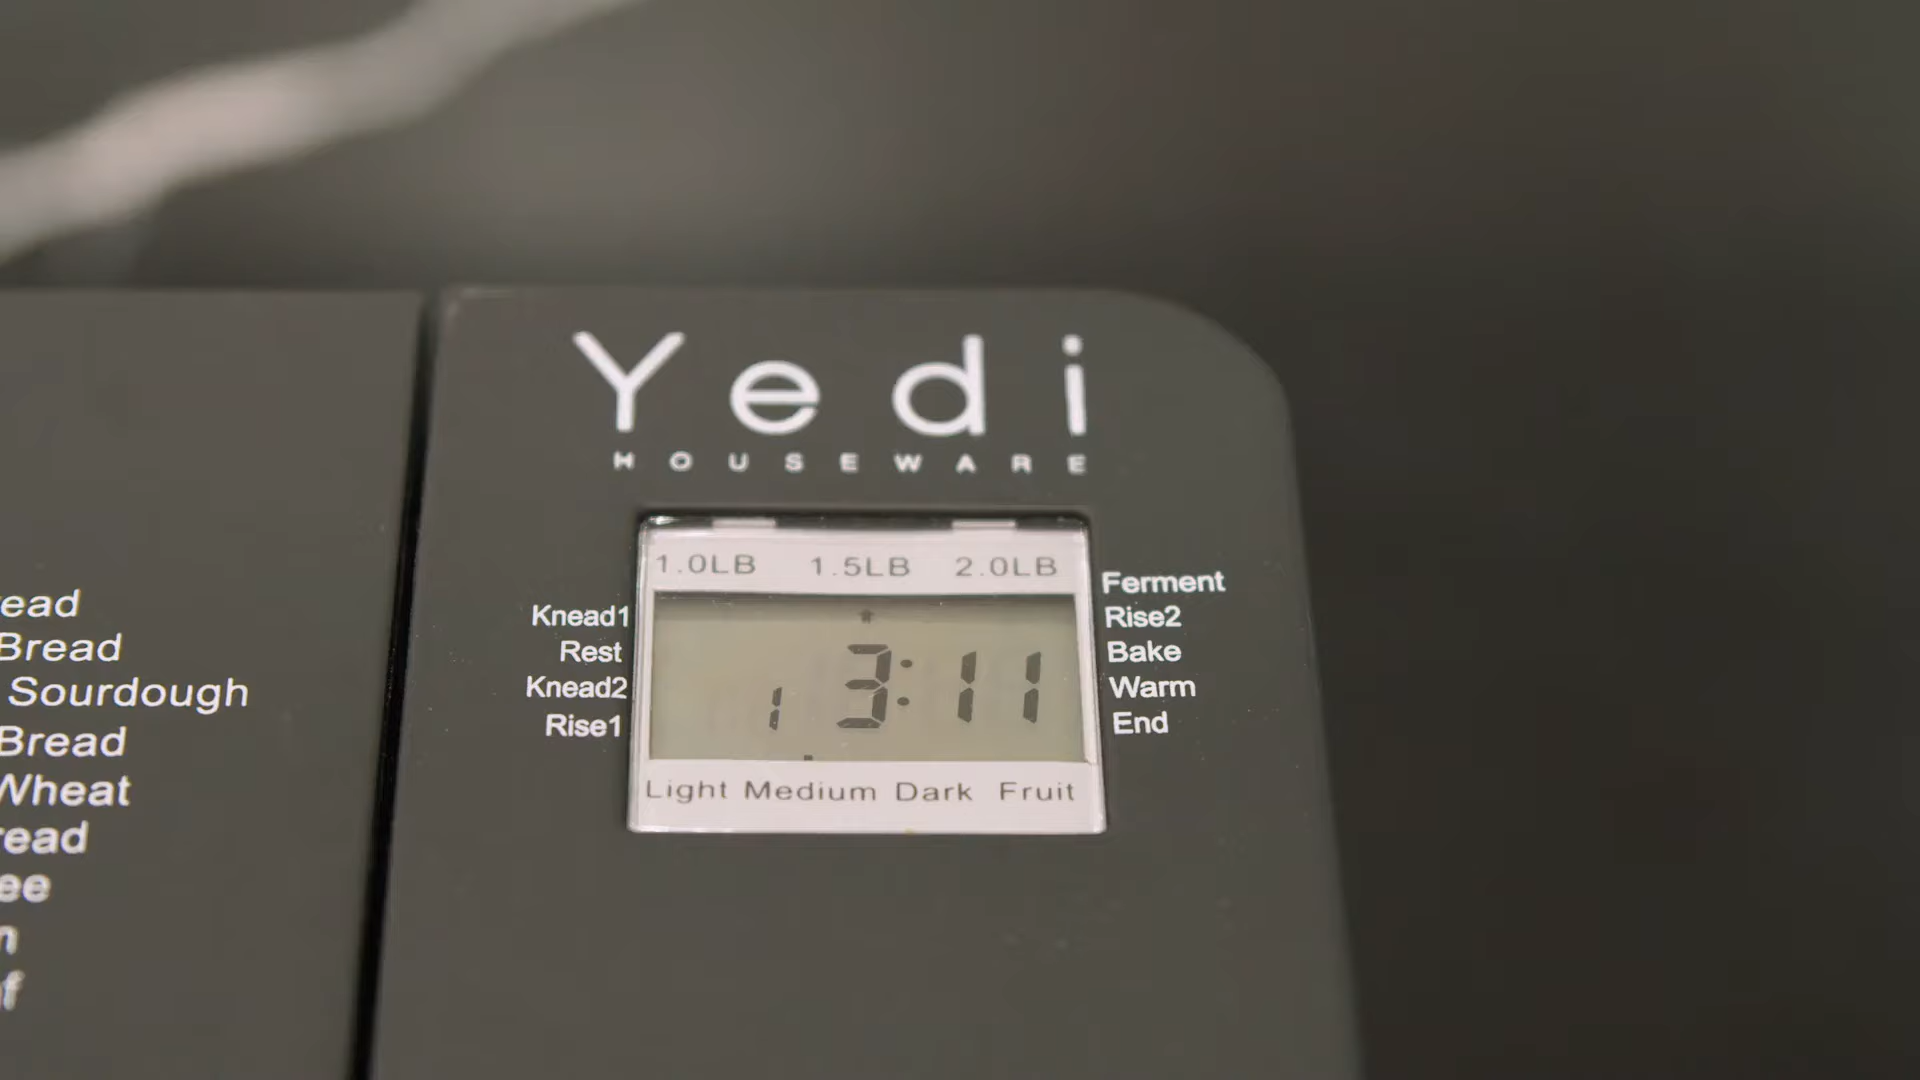 Yedi
HOUSEWARE
1.0LB 1.5LB 2.0LB
Knead1
Rest
Knead2
Rise1
1 3:11
Ferment
Rise2
Bake
Warm
End
Light Medium Dark Fruit
Bread
Sourdough
Bread
Wheat